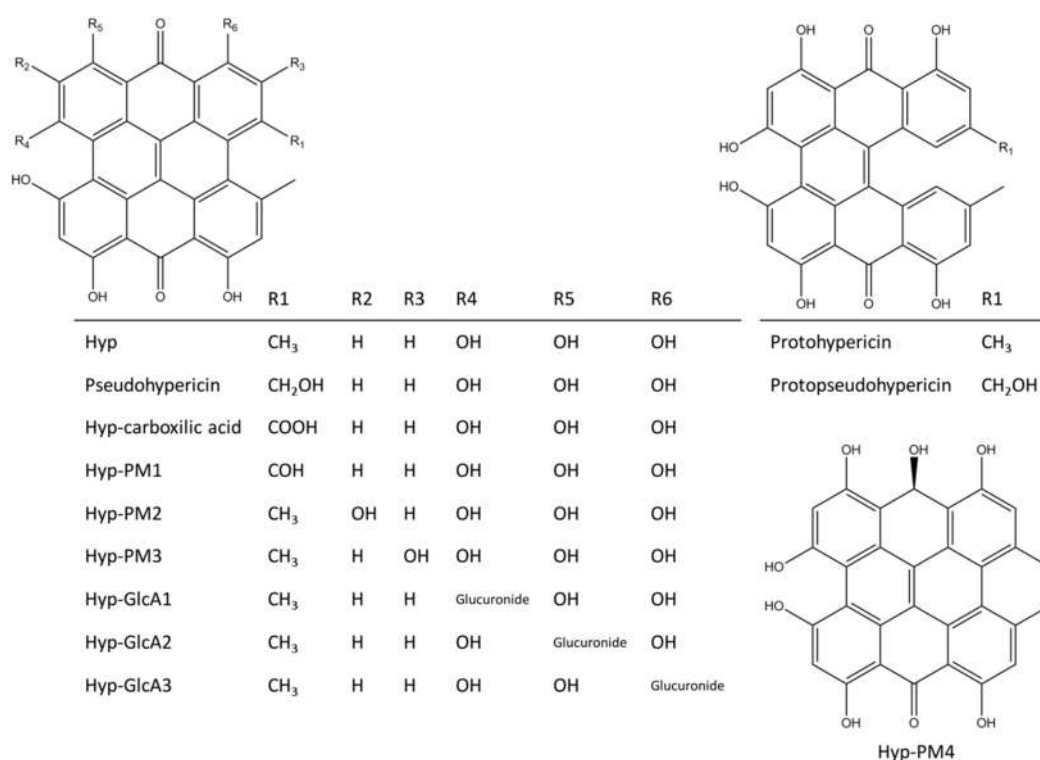 R5 O R6
R2 R3
R4 R1
HO
OH O OH
OH O OH
HO R1
HO
OH O OH
R1 R2 R3 R4 R5 R6
Hyp CH3 H H OH OH OH
Pseudohypericin CH2OH H H OH OH OH
Hyp-carboxilic acid COOH H H OH OH OH
Hyp-PM1 COH H H OH OH OH
Hyp-PM2 CH3 OH H OH OH OH
Hyp-PM3 CH3 H OH OH OH OH
Hyp-GlcA1 CH3 H H Glucuronide OH OH
Hyp-GlcA2 CH3 H H OH Glucuronide OH
Hyp-GlcA3 CH3 H H OH OH Glucuronide
R1
Protohypericin CH3
Protopseudohypericin CH2OH
OH OH OH
HO
HO
OH O OH
Hyp-PM4